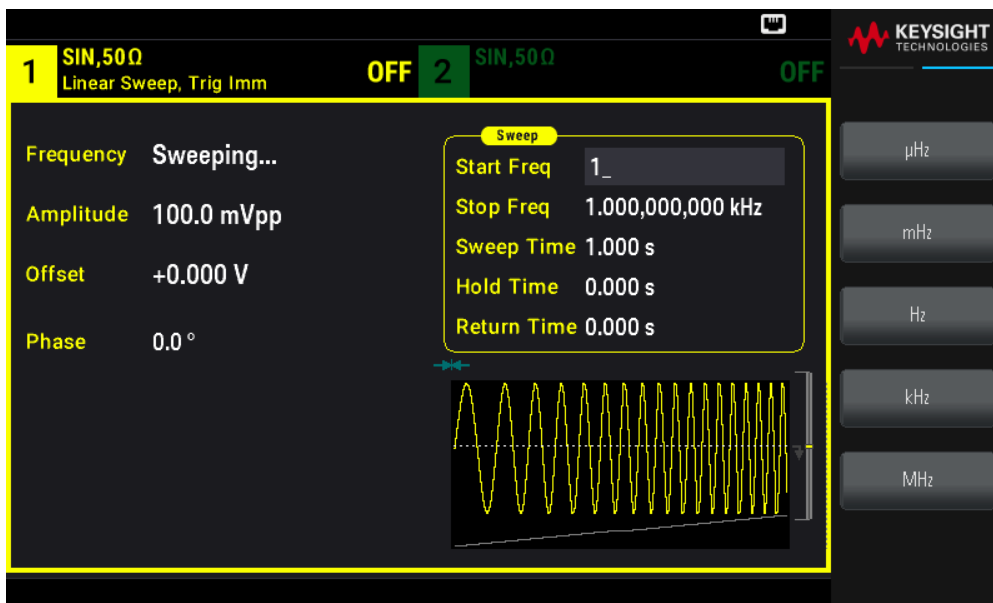 KEYSIGHT
TECHNOLOGIES
1
SIN,50Ω
Linear Sweep, Trig Imm
OFF
2
SIN,50Ω
OFF
Frequency Sweeping...
Amplitude 100.0 mVpp
Offset +0.000 V
Phase 0.0 °
Sweep
Start Freq 1_
Stop Freq 1.000,000,000 kHz
Sweep Time 1.000 s
Hold Time 0.000 s
Return Time 0.000 s
µHz
mHz
Hz
kHz
MHz